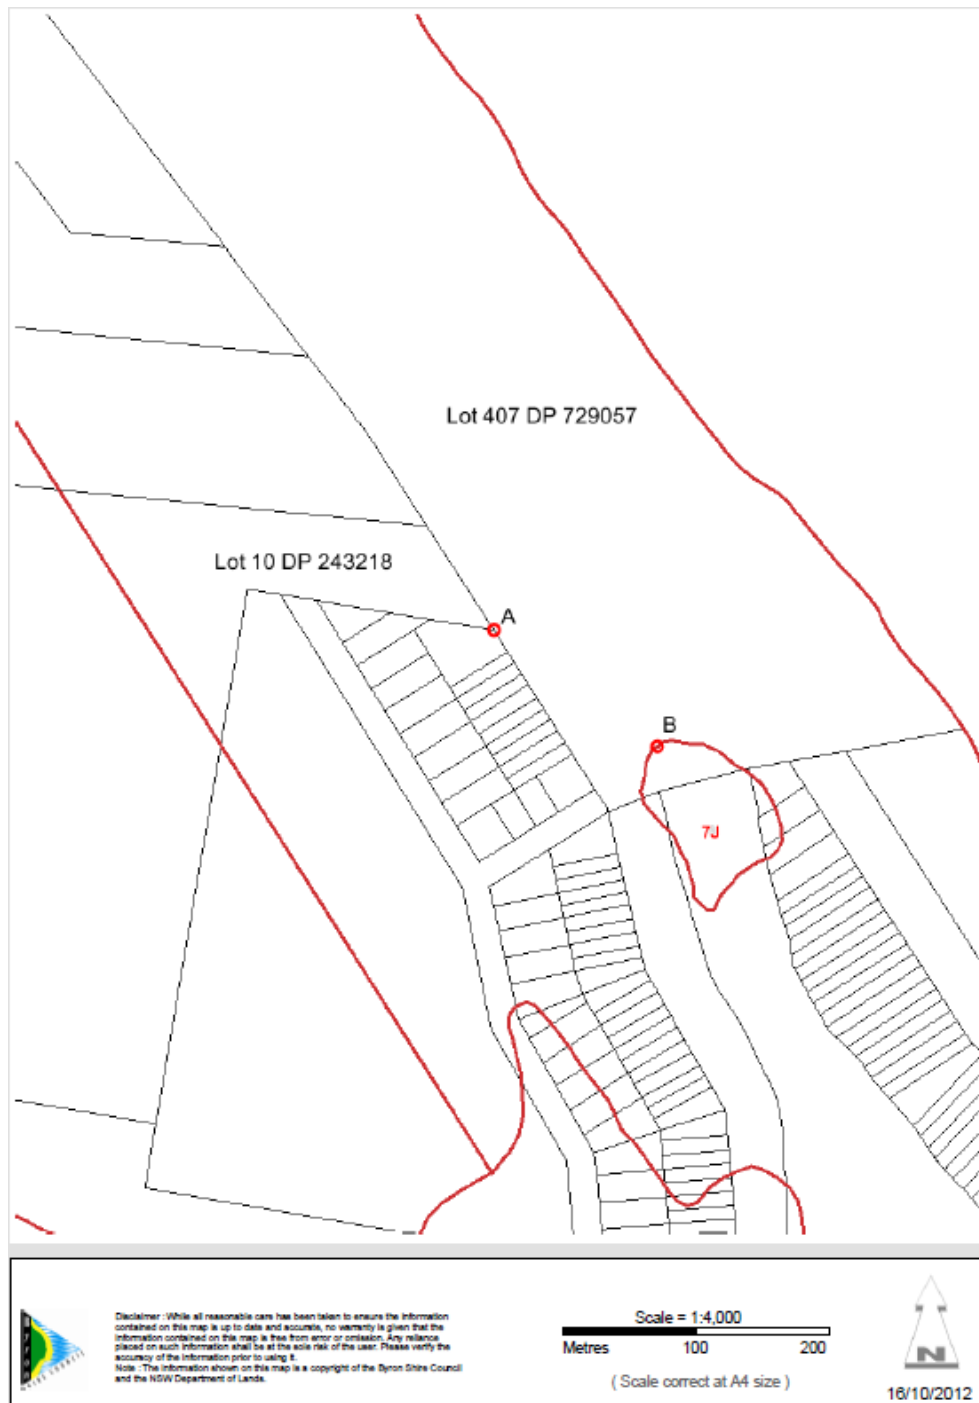 Lot 407 DP 729057
Lot 10 DP 243218
A
B
7J
Disclaimer : While all reasonable care has been taken to ensure the information
contained on this map is up to date and accurate, no warranty is given that the
information contained on this map is free from error or omission. Any reliance
placed on such information shall be at the sole risk of the user. Please verify the
accuracy of the information prior to using it.
Note : The information shown on this map is a copyright of the Byron Shire Council
and the NSW Department of Lands.
Scale = 1:4,000
Metres 100 200
( Scale correct at A4 size )
N
16/10/2012
BYRON
SHIRE COUNCIL